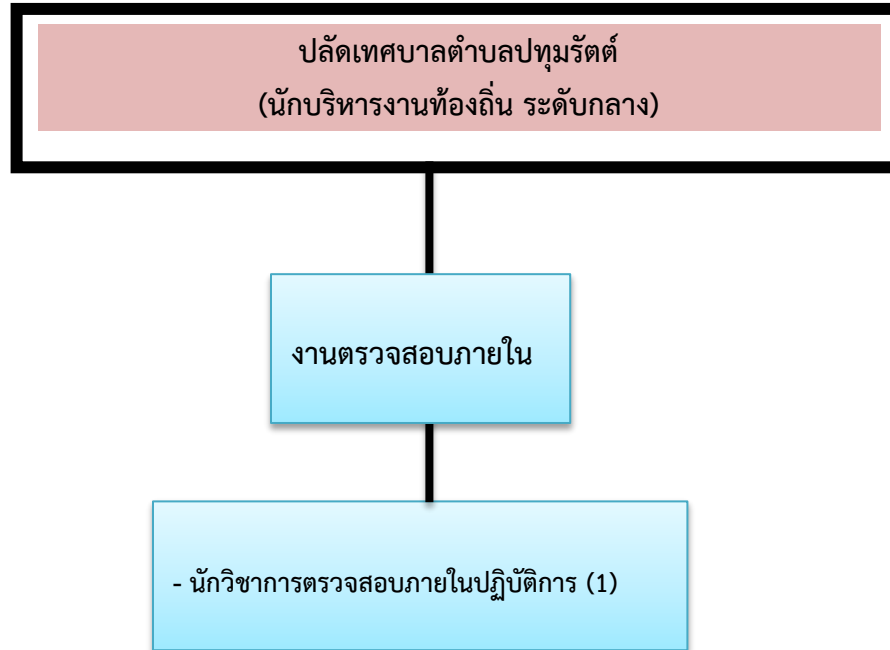 ปลัดเทศบาลตำบลปทุมรัตต์
(นักบริหารงานท้องถิ่น ระดับกลาง)
งานตรวจสอบภายใน
- นักวิชาการตรวจสอบภายในปฏิบัติการ (1)